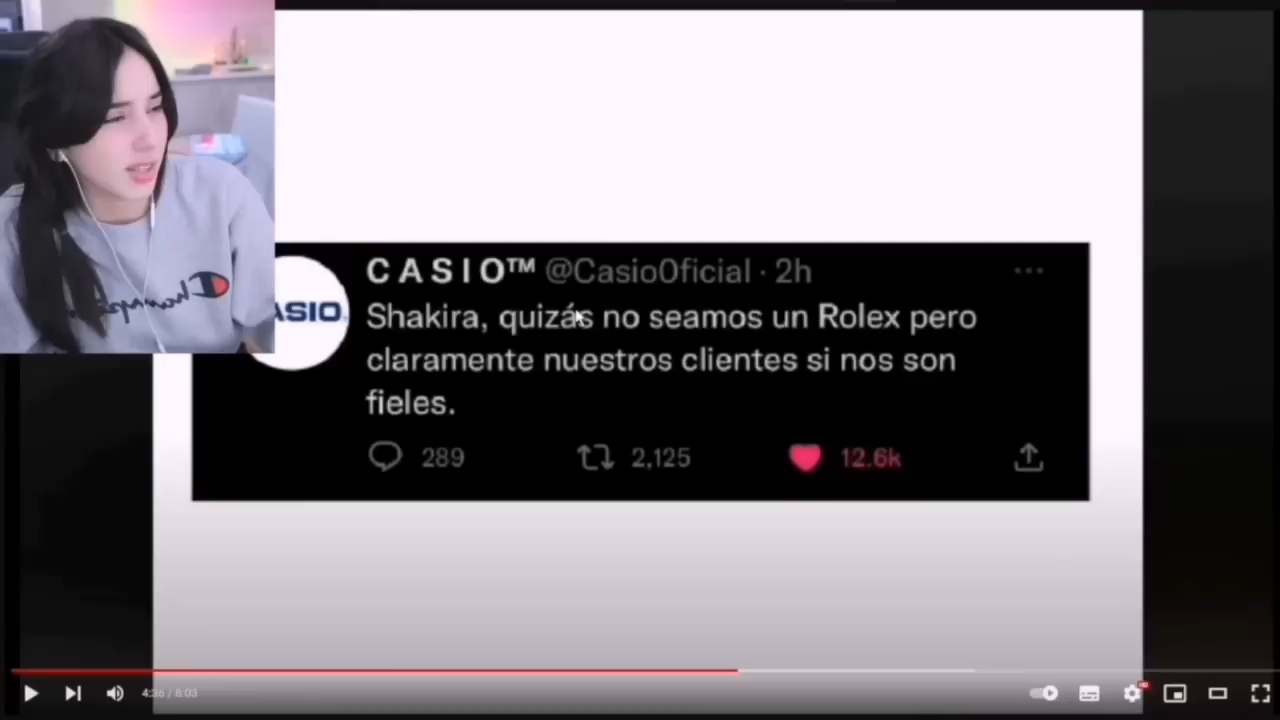 CASIO™ @CasioOficial · 2h
ASIO
Shakira, quizás no seamos un Rolex pero
claramente nuestros clientes si nos son
fieles.
289 2,125 12.6k
Champion
4:36 / 8:03